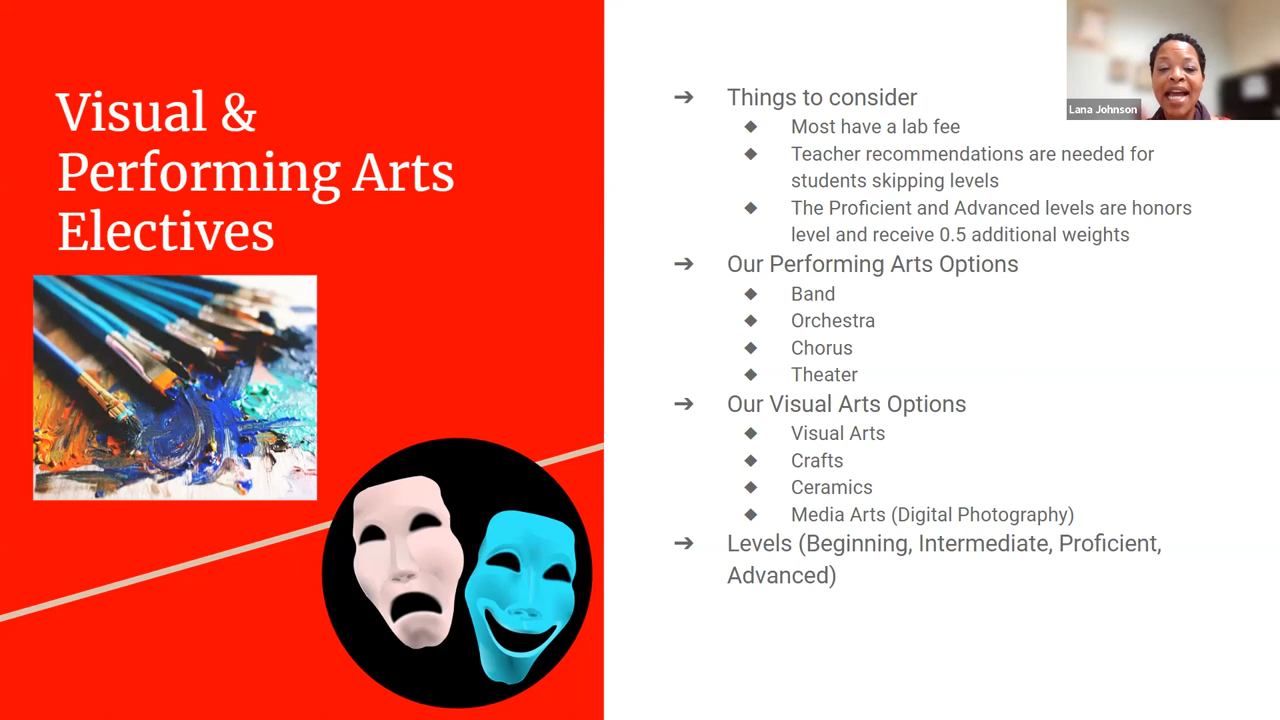 Visual &
Performing Arts
Electives
➔ Things to consider
◆ Most have a lab fee
◆ Teacher recommendations are needed for
students skipping levels
◆ The Proficient and Advanced levels are honors
level and receive 0.5 additional weights
➔ Our Performing Arts Options
◆ Band
◆ Orchestra
◆ Chorus
◆ Theater
➔ Our Visual Arts Options
◆ Visual Arts
◆ Crafts
◆ Ceramics
◆ Media Arts (Digital Photography)
➔ Levels (Beginning, Intermediate, Proficient,
Advanced)
Lana Johnson